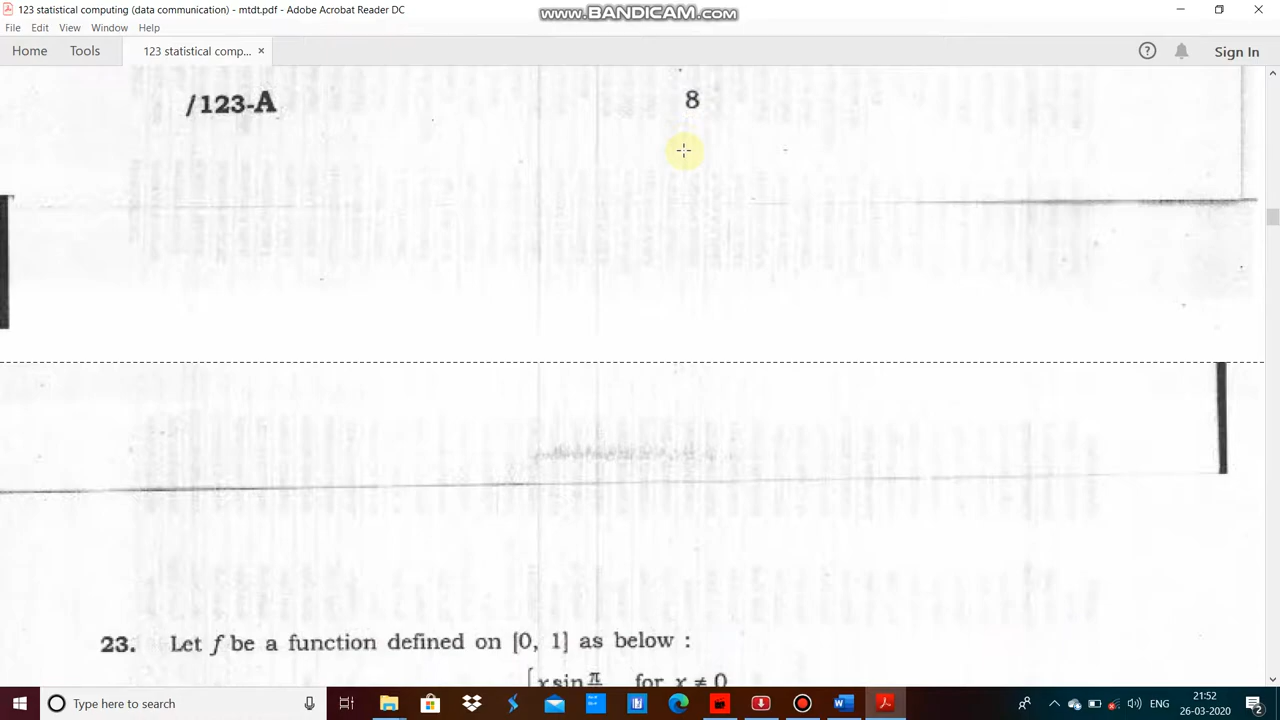 123 statistical computing (data communication) - mtdt.pdf - Adobe Acrobat Reader DC
www.BANDICAM.com
File Edit View Window Help
Home Tools 123 statistical comp... × Sign In
/123-A 8
23. Let f be a function defined on [0, 1] as below :
x sin π for x ≠ 0
Type here to search
ENG
21:52
26-03-2020
2